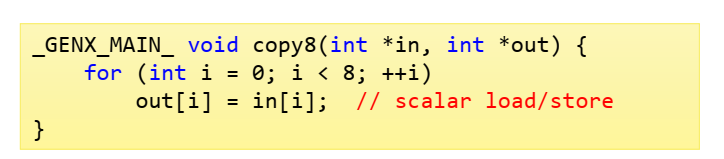 _GENX_MAIN_ void copy8(int *in, int *out) {
    for (int i = 0; i < 8; ++i)
        out[i] = in[i];  // scalar load/store
}